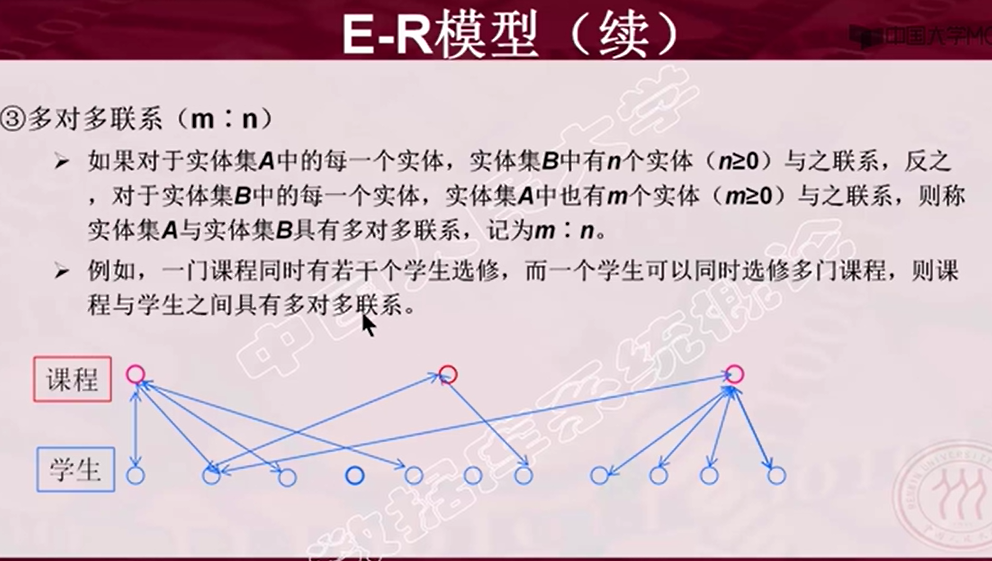 E-R模型（续）
中国大学MO
③多对多联系（m∶n）
➢ 如果对于实体集A中的每一个实体，实体集B中有n个实体（n≥0）与之联系，反之
，对于实体集B中的每一个实体，实体集A中也有m个实体（m≥0）与之联系，则称
实体集A与实体集B具有多对多联系，记为m∶n。
➢ 例如，一门课程同时有若干个学生选修，而一个学生可以同时选修多门课程，则课
程与学生之间具有多对多联系。
课程
学生
中国人民大学
数据库系统概论